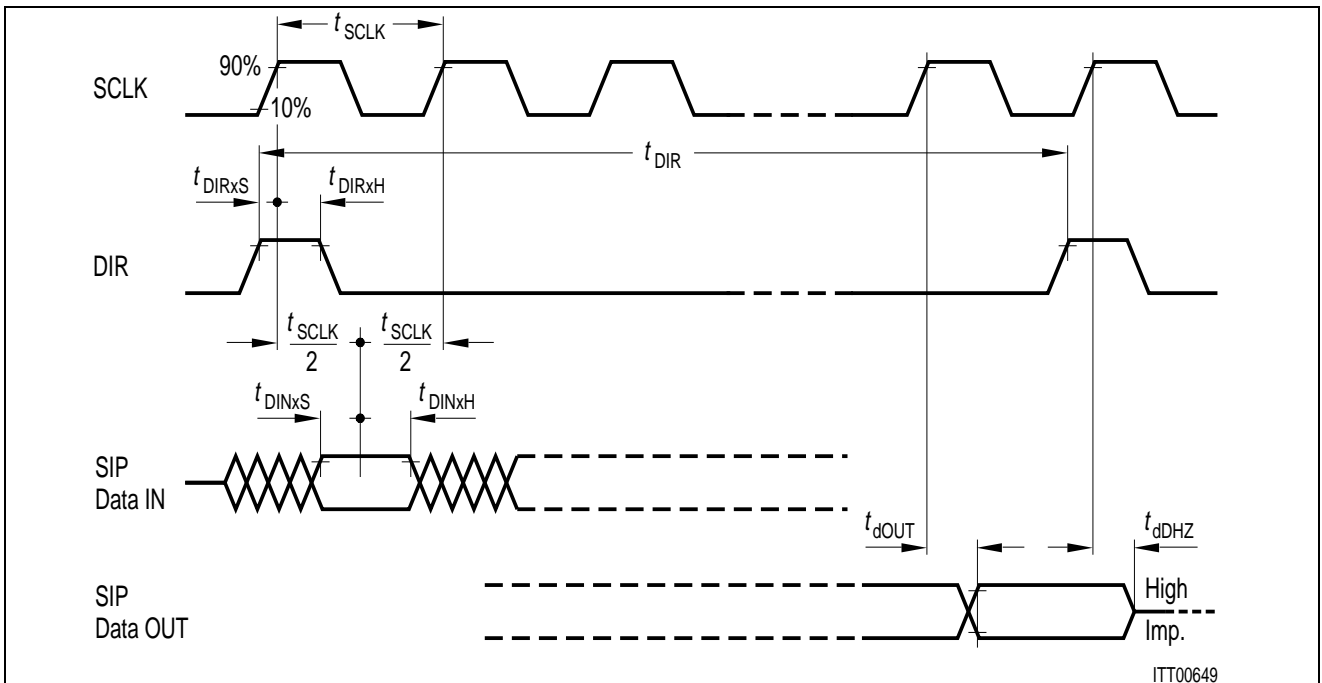 t SCLK
90%
SCLK
10%
t DIR
t DIRxS
t DIRxH
DIR
t SCLK
2
t SCLK
2
t DINxS
t DINxH
SIP
Data IN
t dOUT
t dDHZ
SIP
Data OUT
High
Imp.
ITT00649